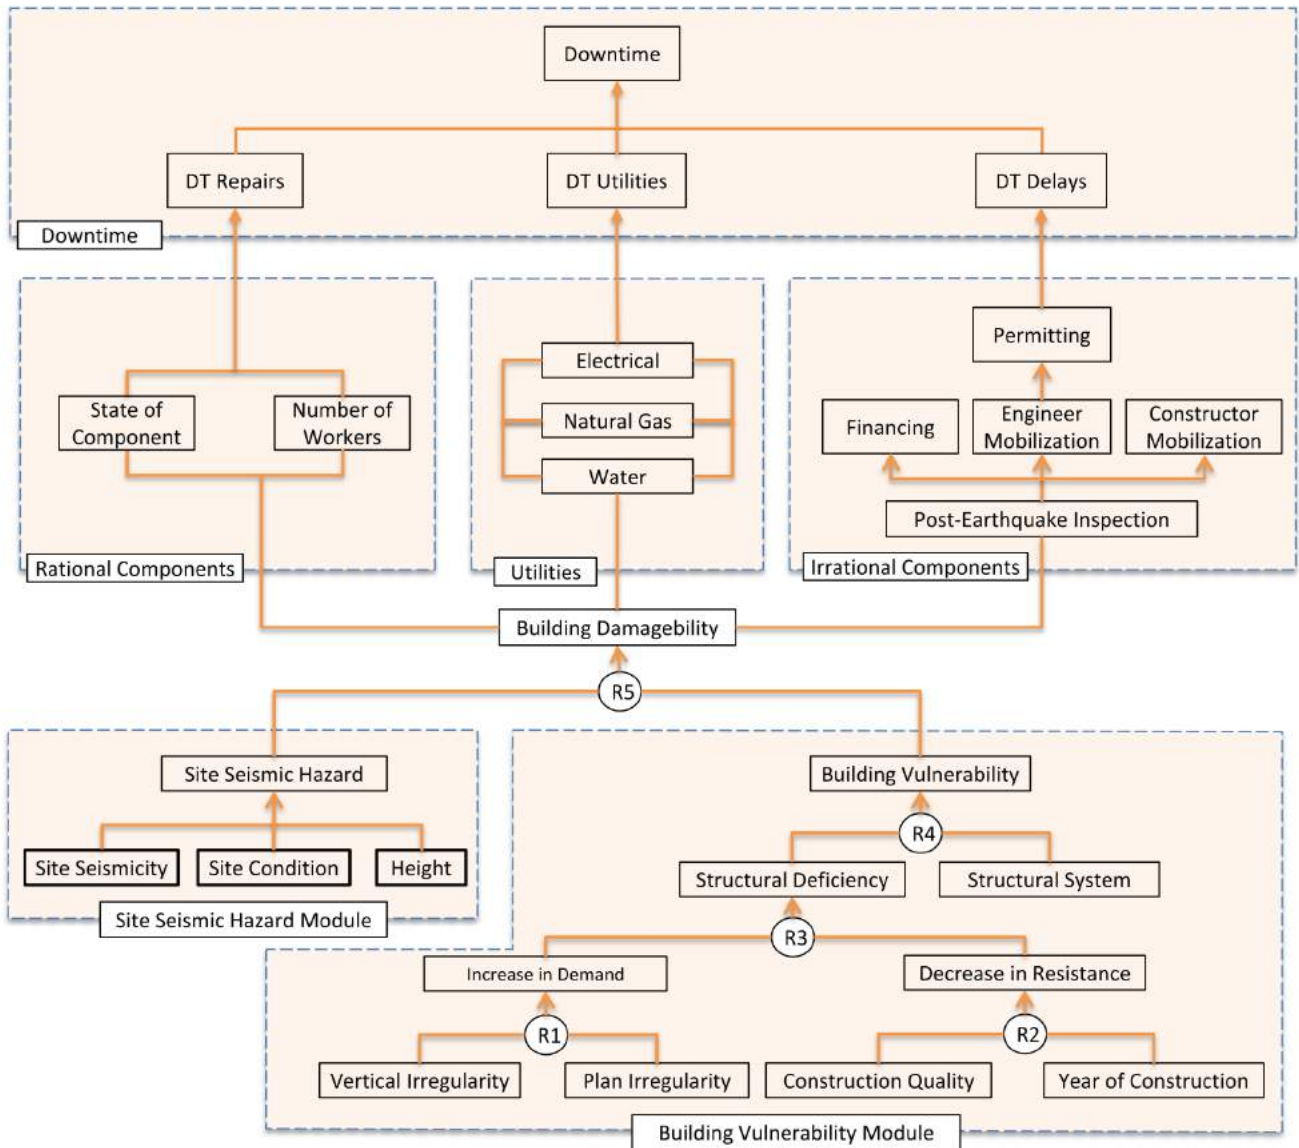 Downtime
DT Repairs
DT Utilities
DT Delays
Downtime
Permitting
Electrical
State of
Component
Number of
Workers
Natural Gas
Financing
Engineer
Mobilization
Constructor
Mobilization
Water
Post-Earthquake Inspection
Rational Components
Utilities
Irrational Components
Building Damagebility
R5
Site Seismic Hazard
Building Vulnerability
R4
Site Seismicity
Site Condition
Height
Structural Deficiency
Structural System
Site Seismic Hazard Module
R3
Increase in Demand
Decrease in Resistance
R1
R2
Vertical Irregularity
Plan Irregularity
Construction Quality
Year of Construction
Building Vulnerability Module